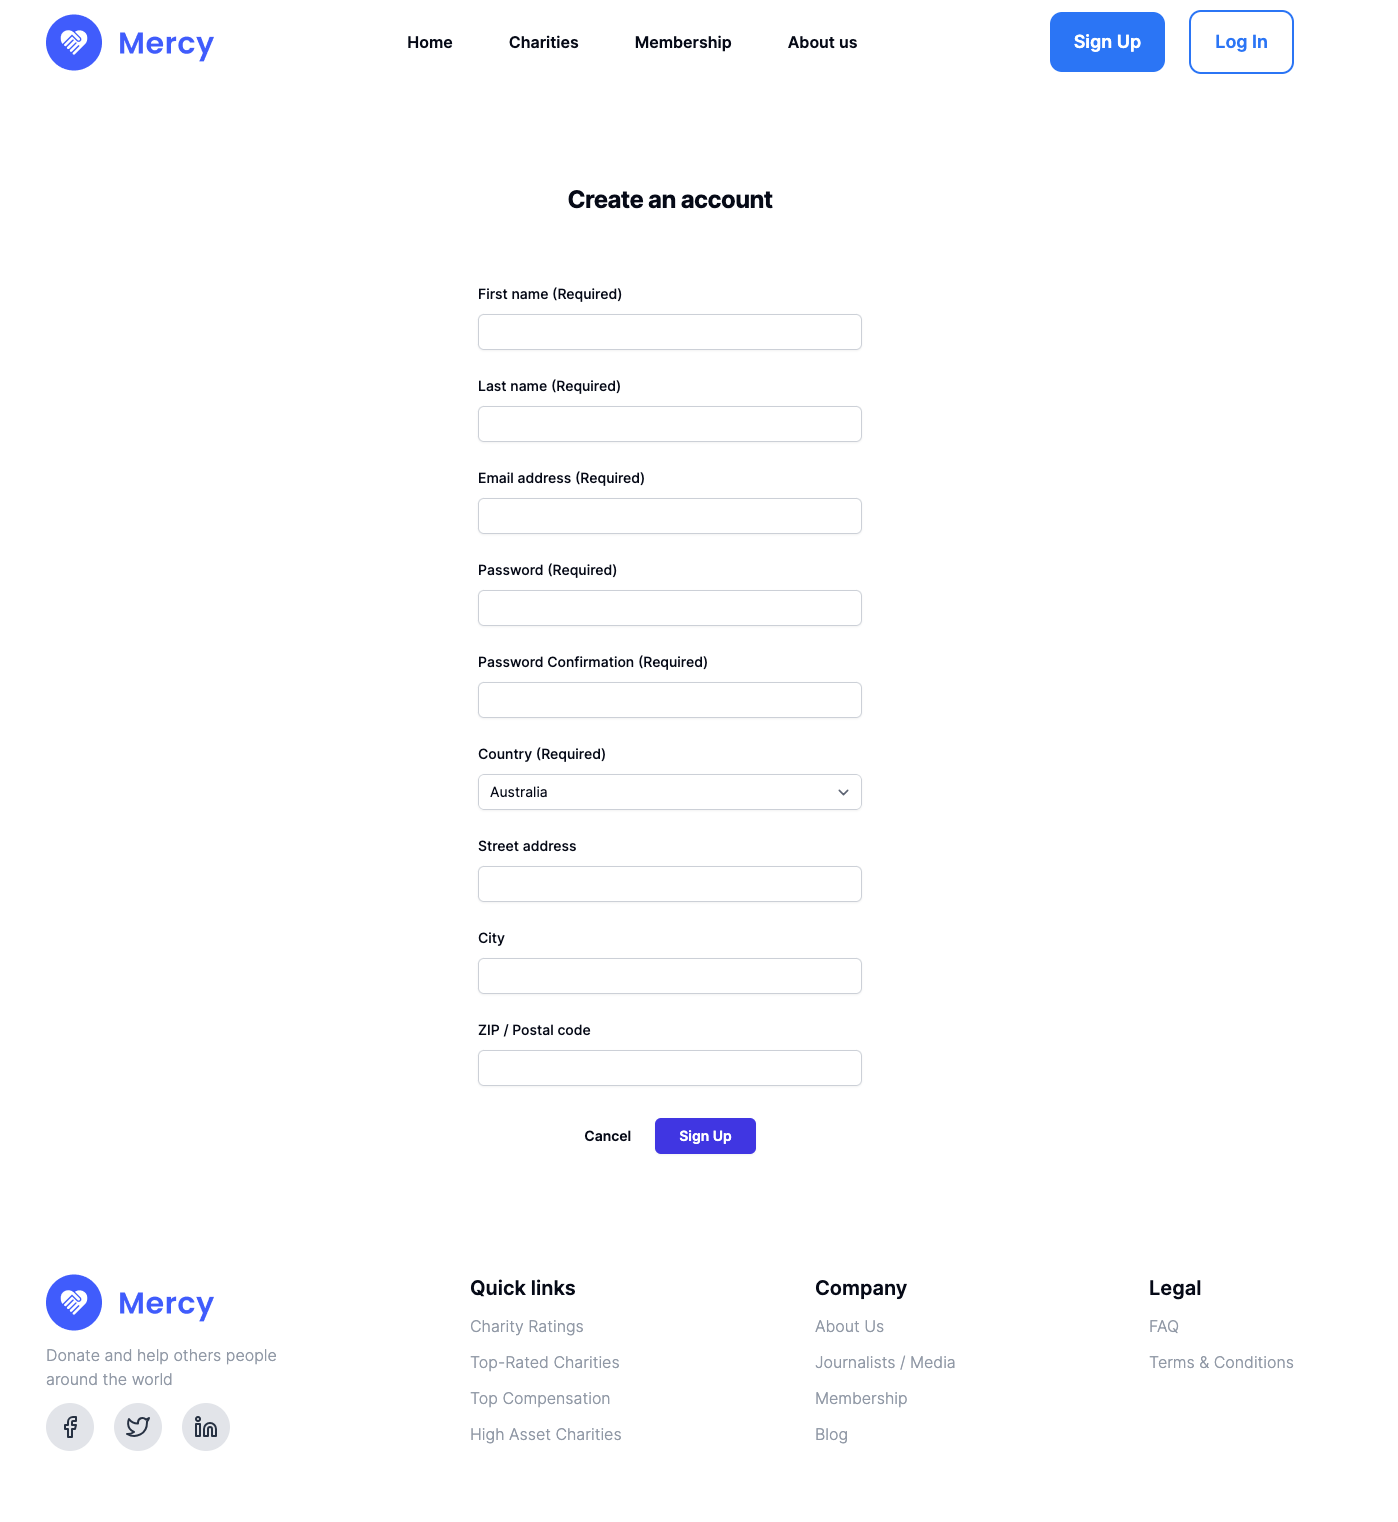 Mercy
Home Charities Membership About us
Sign Up Log In
Create an account
First name (Required)
Last name (Required)
Email address (Required)
Password (Required)
Password Confirmation (Required)
Country (Required)
Australia
Street address
City
ZIP / Postal code
Cancel Sign Up
Mercy
Donate and help others people
around the world
Quick links
Charity Ratings
Top-Rated Charities
Top Compensation
High Asset Charities
Company
About Us
Journalists / Media
Membership
Blog
Legal
FAQ
Terms & Conditions